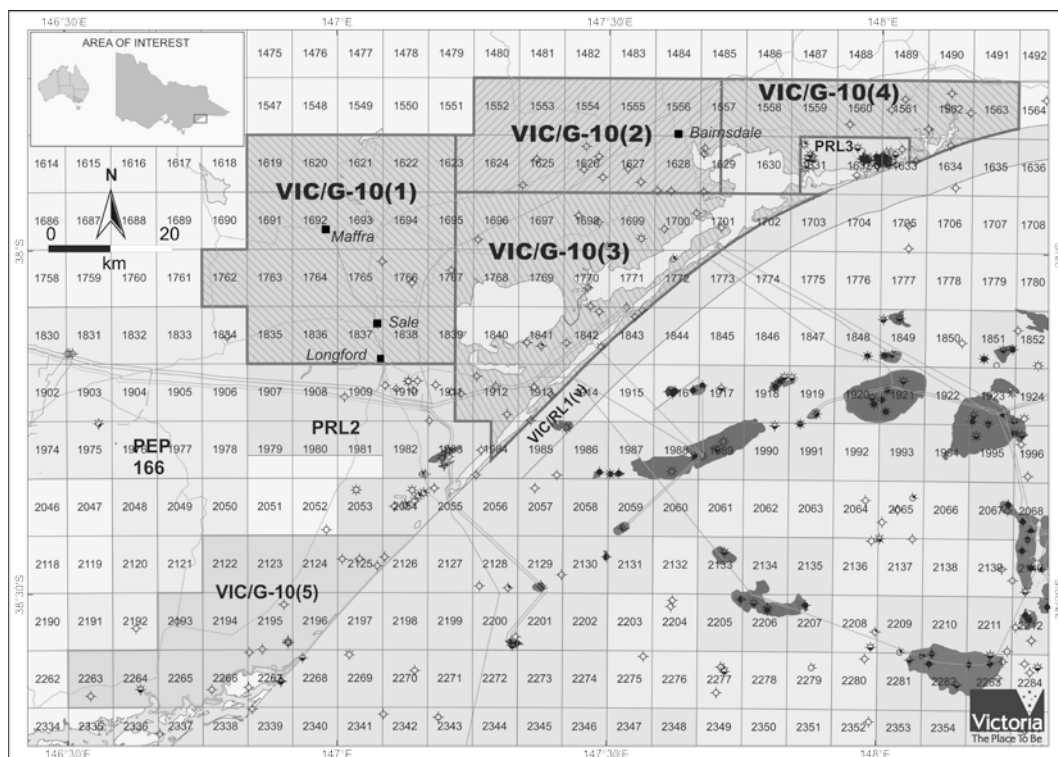 146°30'E 147°E 147°30'E 148°E
AREA OF INTEREST
1475 1476 1477 1478 1479 1480 1481 1482 1483 1484 1485 1486 1487 1488 1489 1490 1491 1492
1547 1548 1549 1550 1551 1552 1553 1554 1555 1556 1557 1558 1559 1560 1561 1562 1563 1564
VIC/G-10(4)
VIC/G-10(2)
Bairnsdale
PRL3
1614 1615 1616 1617 1618 1619 1620 1621 1622 1623 1624 1625 1626 1627 1628 1629 1630 1631 1632 1633 1634 1635 1636
VIC/G-10(1)
N
1686 1687 1688 1689 1690 1691 1692 1693 1694 1695 1696 1697 1698 1699 1700 1701 1702 1703 1704 1705 1706 1707 1708
0 20
km
Maffra
VIC/G-10(3)
38°S
1758 1759 1760 1761 1762 1763 1764 1765 1766 1767 1768 1769 1770 1771 1772 1773 1774 1775 1776 1777 1778 1779 1780
Sale
1830 1831 1832 1833 1834 1835 1836 1837 1838 1839 1840 1841 1842 1843 1844 1845 1846 1847 1848 1849 1850 1851 1852
Longford
1902 1903 1904 1905 1906 1907 1908 1909 1910 1911 1912 1913 1914 1915 1916 1917 1918 1919 1920 1921 1922 1923 1924
VIC/RL1(v)
PEP
166
PRL2
1974 1975 1976 1977 1978 1979 1980 1981 1982 1983 1984 1985 1986 1987 1988 1989 1990 1991 1992 1993 1994 1995 1996
2046 2047 2048 2049 2050 2051 2052 2053 2054 2055 2056 2057 2058 2059 2060 2061 2062 2063 2064 2065 2066 2067 2068
2118 2119 2120 2121 2122 2123 2124 2125 2126 2127 2128 2129 2130 2131 2132 2133 2134 2135 2136 2137 2138 2139 2140
VIC/G-10(5)
38°30'S
2190 2191 2192 2193 2194 2195 2196 2197 2198 2199 2200 2201 2202 2203 2204 2205 2206 2207 2208 2209 2210 2211 2212
2262 2263 2264 2265 2266 2267 2268 2269 2270 2271 2272 2273 2274 2275 2276 2277 2278 2279 2280 2281 2282 2283 2284
2334 2335 2336 2337 2338 2339 2340 2341 2342 2343 2344 2345 2346 2347 2348 2349 2350 2351 2352 2353 2354
Victoria
The Place To Be
146°30'E 147°E 147°30'E 148°E